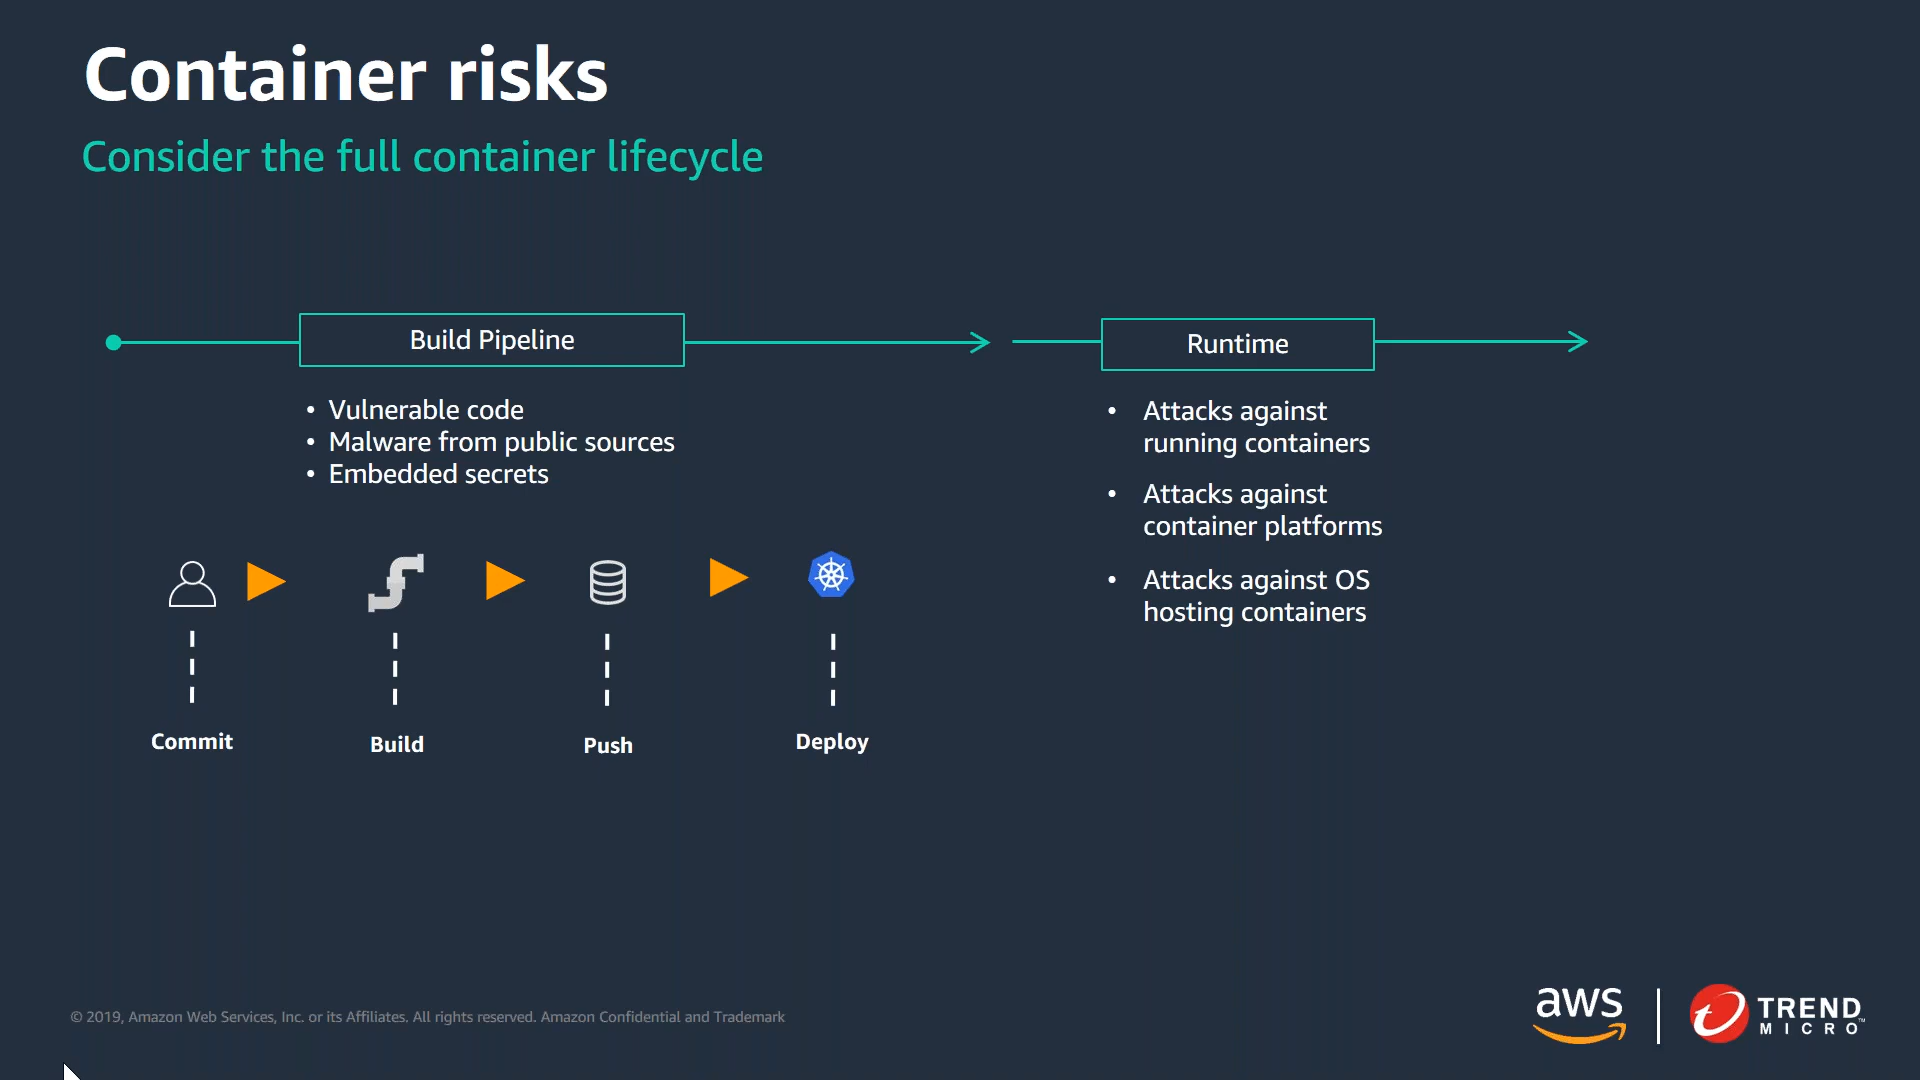 Container risks
Consider the full container lifecycle
Build Pipeline
• Vulnerable code
• Malware from public sources
• Embedded secrets
Commit
Build
Push
Deploy
Runtime
• Attacks against
running containers
• Attacks against
container platforms
• Attacks against OS
hosting containers
© 2019, Amazon Web Services, Inc. or its Affiliates. All rights reserved. Amazon Confidential and Trademark
aws
TREND
MICRO™